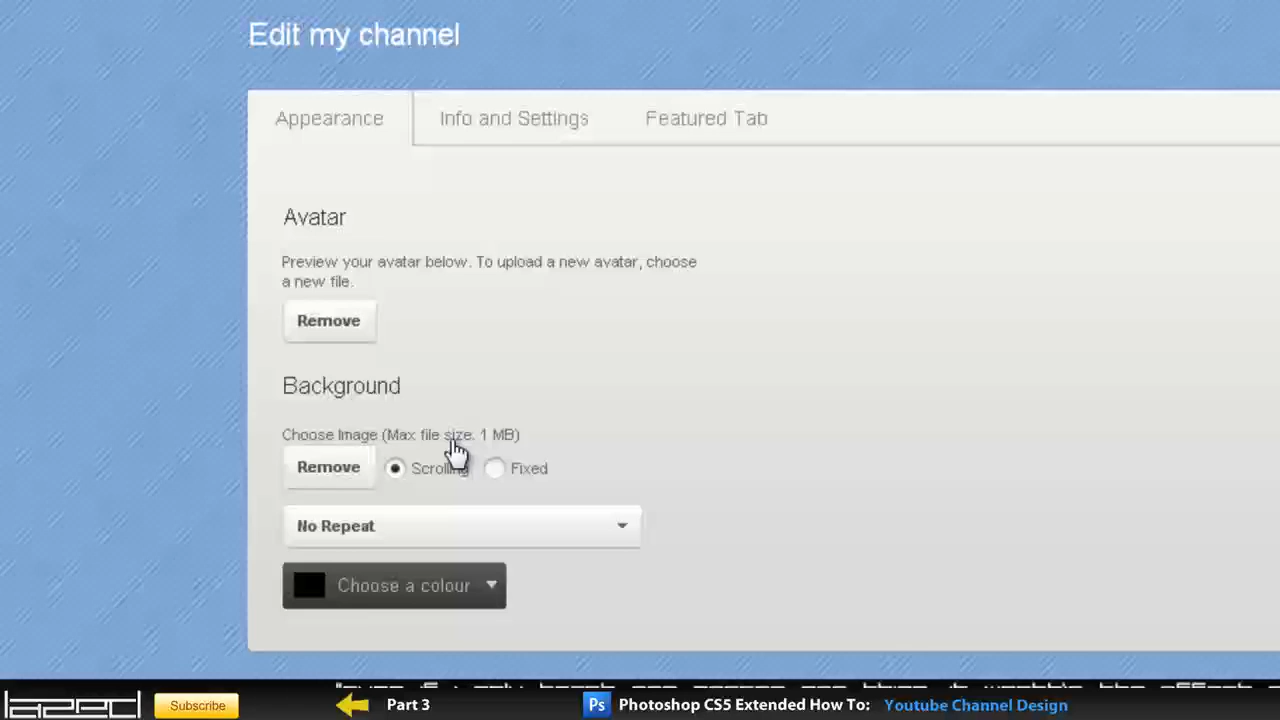 Edit my channel
Appearance
Info and Settings
Featured Tab
Avatar
Preview your avatar below. To upload a new avatar, choose
a new file.
Remove
Background
Choose Image (Max file size: 1 MB)
Remove
Scrolling
Fixed
No Repeat
Choose a colour
Subscribe
Part 3
Ps
Photoshop CS5 Extended How To: Youtube Channel Design